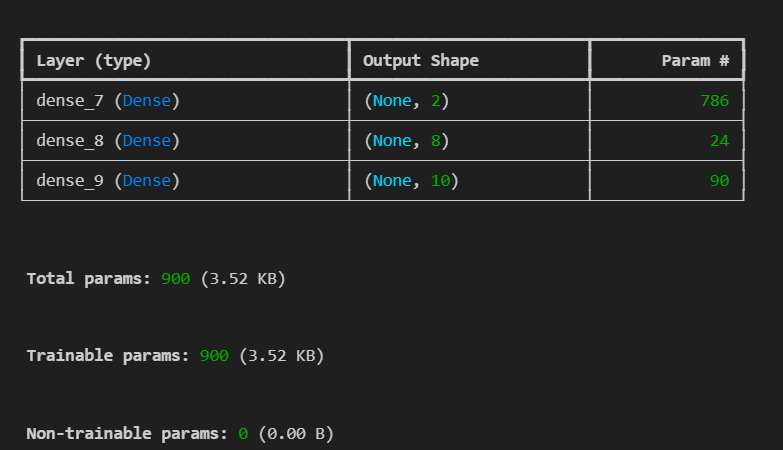 Layer (type) Output Shape Param #
dense_7 (Dense) (None, 2) 786
dense_8 (Dense) (None, 8) 24
dense_9 (Dense) (None, 10) 90
Total params: 900 (3.52 KB)
Trainable params: 900 (3.52 KB)
Non-trainable params: 0 (0.00 B)